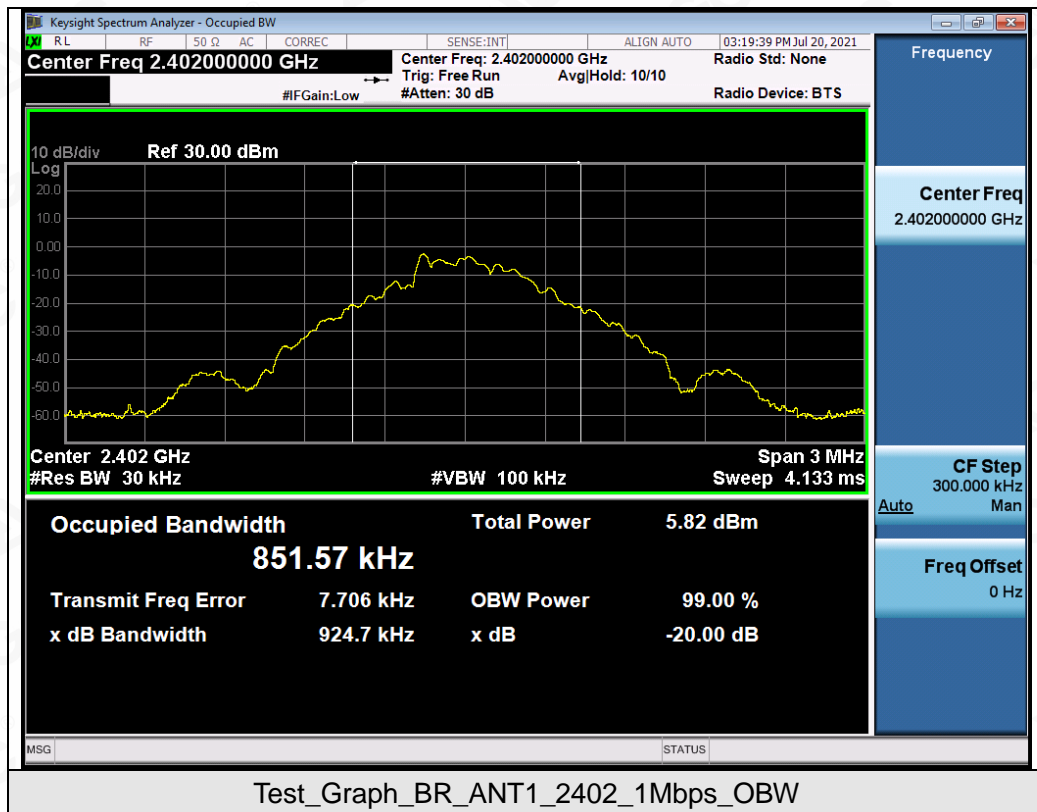 Keysight Spectrum Analyzer - Occupied BW
LXI RL RF 50 Ω AC CORREC SENSE:INT ALIGN AUTO 03:19:39 PM Jul 20, 2021
Center Freq 2.402000000 GHz
Center Freq: 2.402000000 GHz
Radio Std: None
Trig: Free Run Avg|Hold: 10/10
#IFGain:Low
#Atten: 30 dB
Radio Device: BTS
10 dB/div Ref 30.00 dBm
Log
20.0
10.0
0.00
-10.0
-20.0
-30.0
-40.0
-50.0
-60.0
Center 2.402 GHz Span 3 MHz
#Res BW 30 kHz #VBW 100 kHz Sweep 4.133 ms
Occupied Bandwidth Total Power 5.82 dBm
851.57 kHz
Transmit Freq Error 7.706 kHz OBW Power 99.00 %
x dB Bandwidth 924.7 kHz x dB -20.00 dB
Frequency
Center Freq
2.402000000 GHz
CF Step
300.000 kHz
Auto Man
Freq Offset
0 Hz
MSG STATUS
Test_Graph_BR_ANT1_2402_1Mbps_OBW